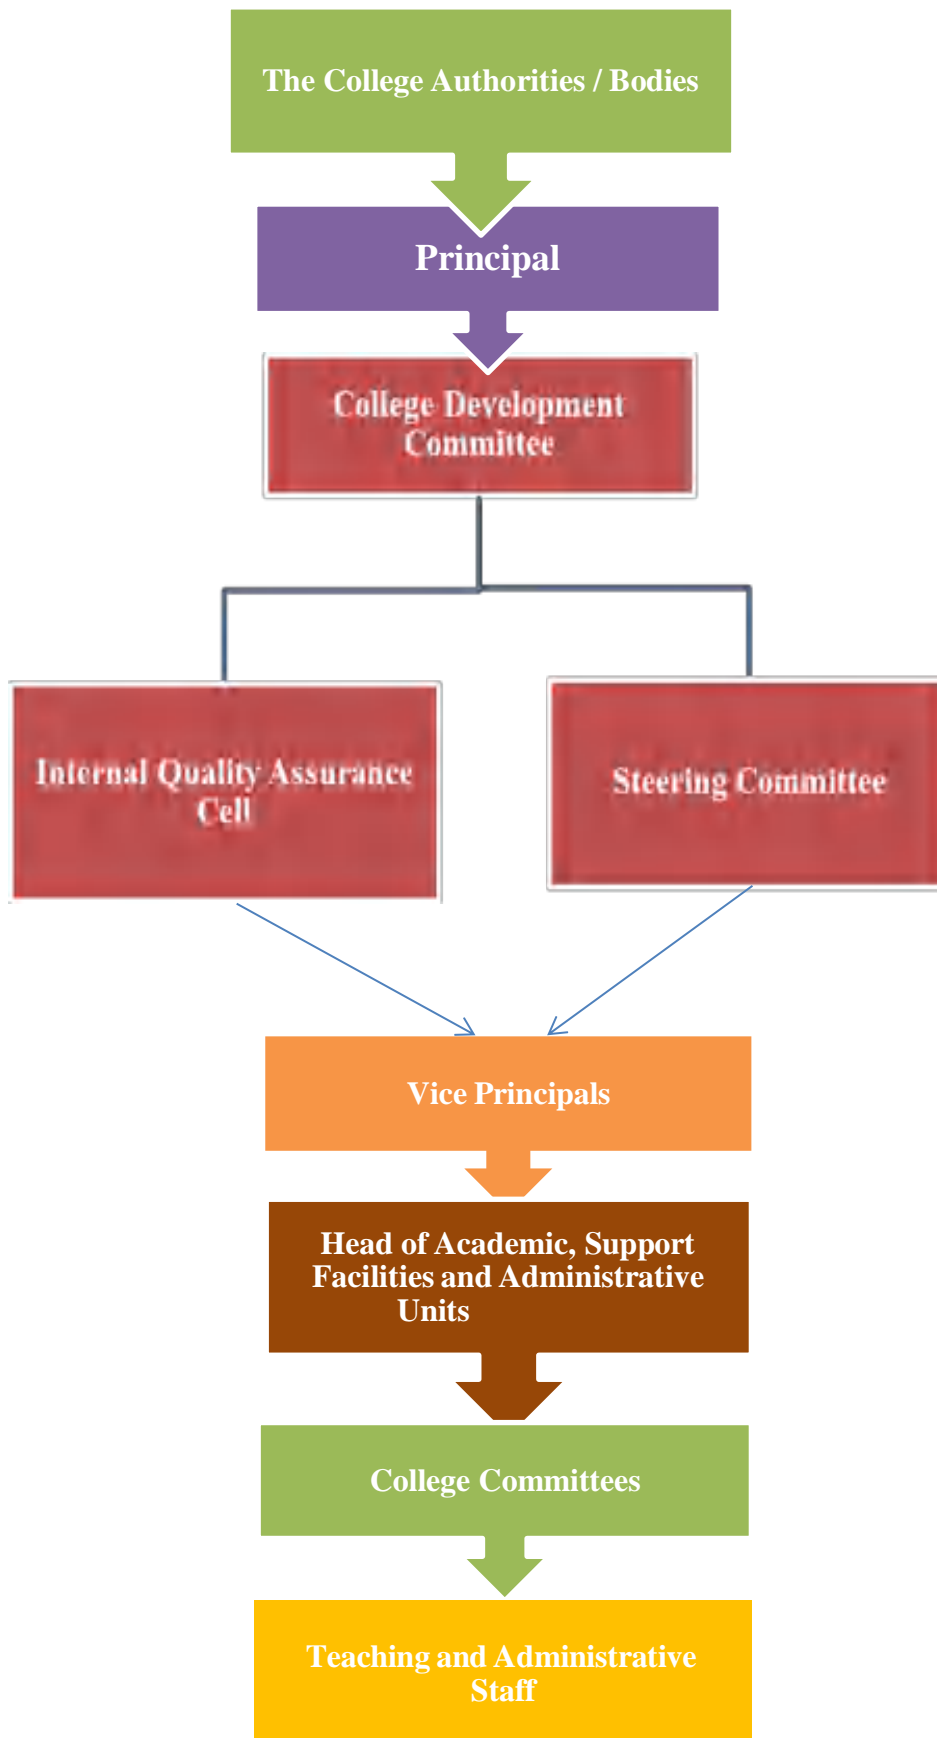 The College Authorities / Bodies
Principal
College Development
Committee
Internal Quality Assurance
Cell
Steering Committee
Vice Principals
Head of Academic, Support
Facilities and Administrative
Units
College Committees
Teaching and Administrative
Staff